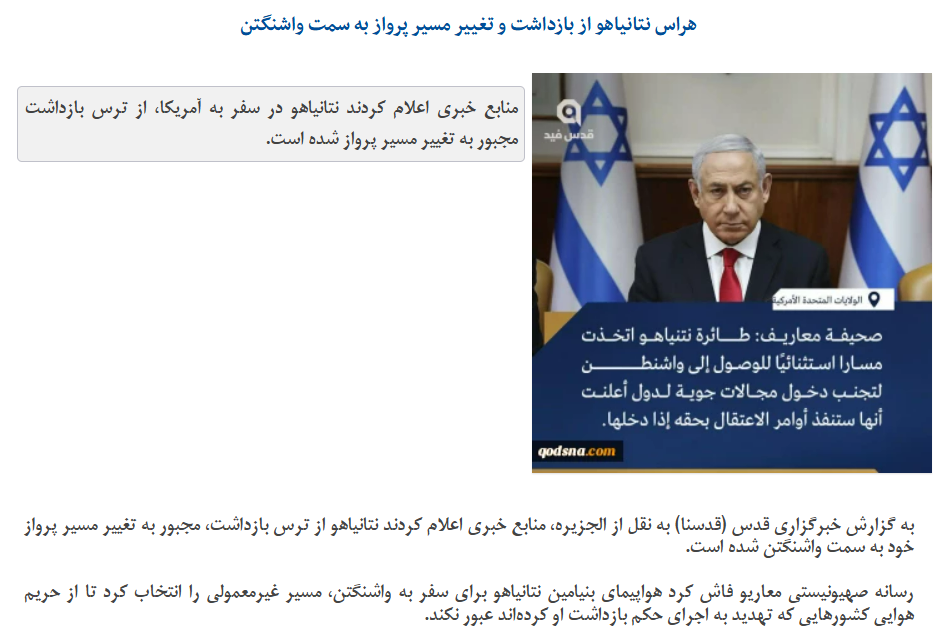 هراس نتانیاهو از بازداشت و تغییر مسیر پرواز به سمت واشنگتن
منابع خبری اعلام کردند نتانیاهو در سفر به آمریکا، از ترس بازداشت
مجبور به تغییر مسیر پرواز شده است.
قدس فيد
الولايات المتحدة الأمركية
صحيفة معاريف: طائرة نتنياهو اتخذت
مسارا استثنائيًا للوصول إلى واشنطن
لتجنب دخول مجالات جوية لدول أعلنت
أنها ستنفذ أوامر الاعتقال بحقه إذا دخلها.
qodsna.com
به گزارش خبرگزاری قدس (قدسنا) به نقل از الجزیره، منابع خبری اعلام کردند نتانیاهو از ترس بازداشت، مجبور به تغییر مسیر پرواز
خود به سمت واشنگتن شده است.
رسانه صهیونیستی معاریو فاش کرد هواپیمای بنیامین نتانیاهو برای سفر به واشنگتن، مسیر غیرمعمولی را انتخاب کرد تا از حریم
هوایی کشورهایی که تهدید به اجرای حکم بازداشت او کرده‌اند عبور نکند.